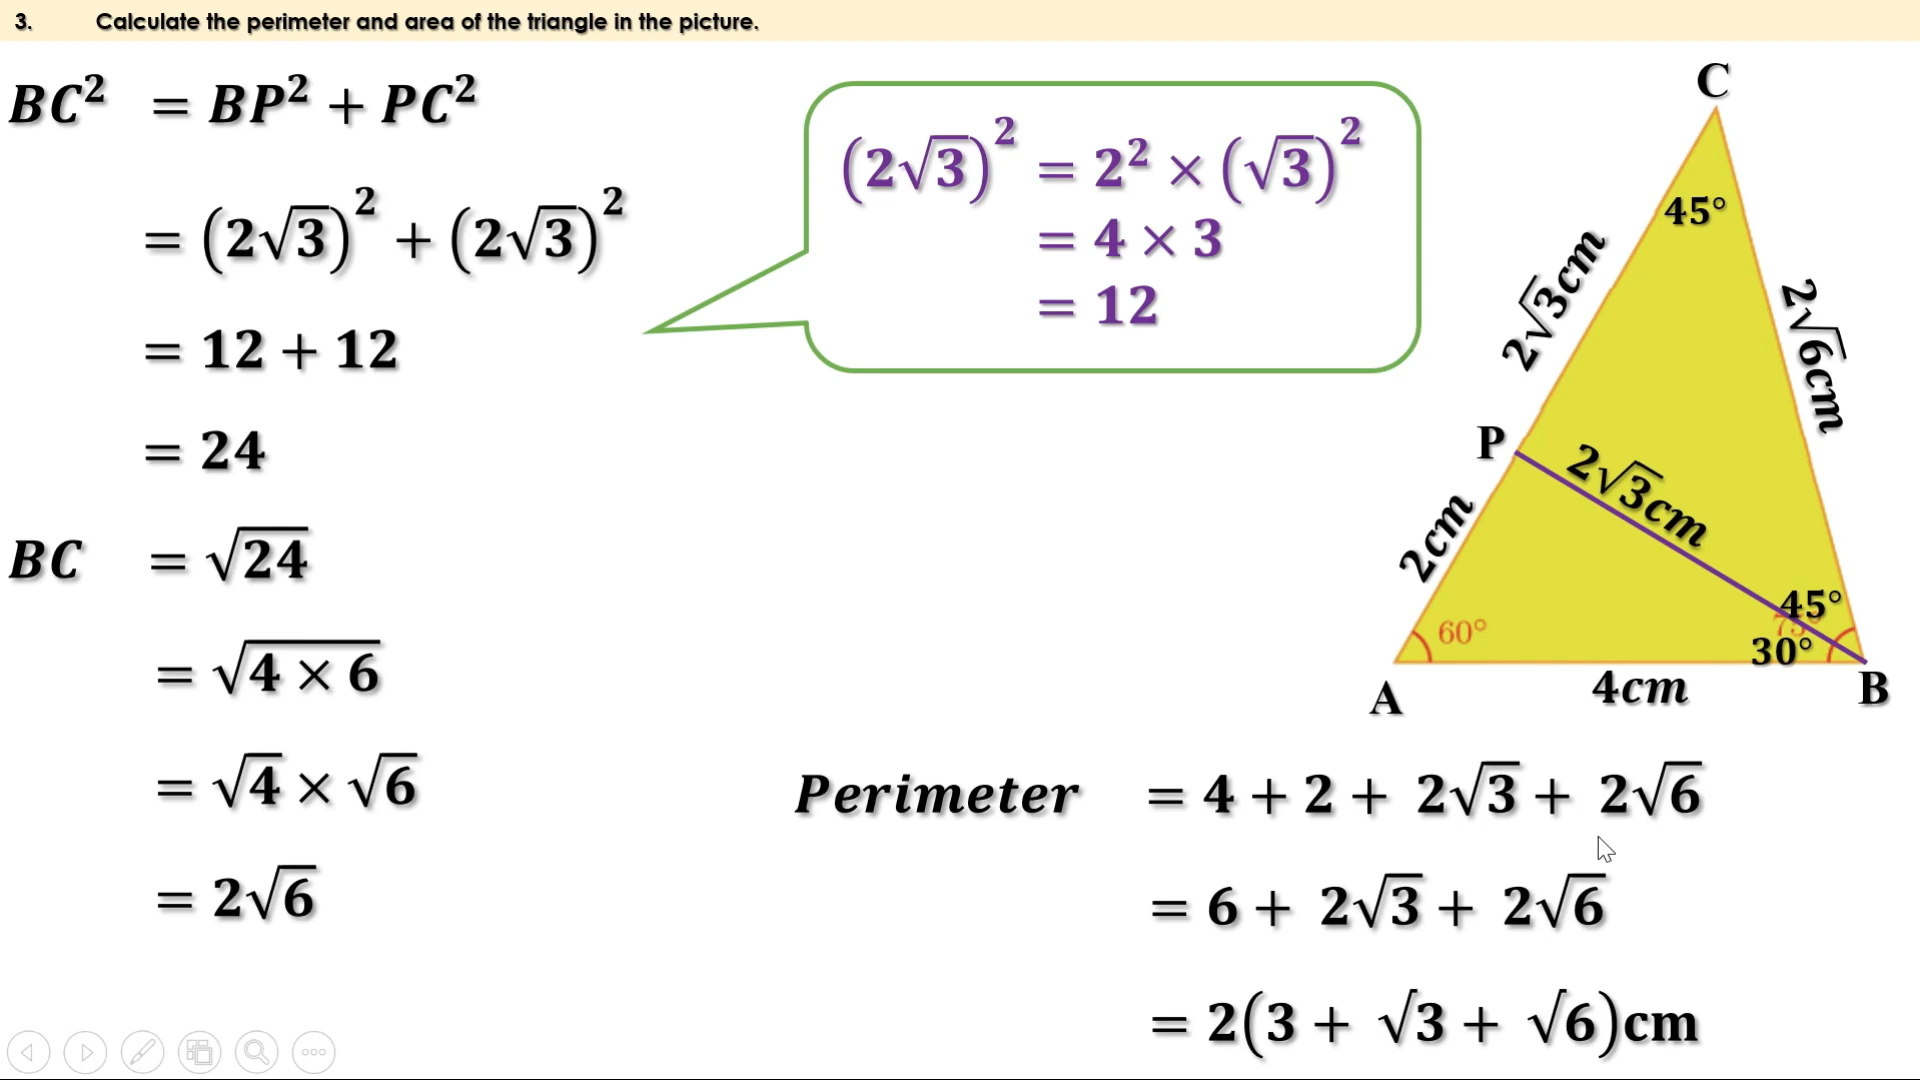 3. Calculate the perimeter and area of the triangle in the picture.
BC² = BP² + PC²
= (2√3)² + (2√3)²
= 12 + 12
= 24
BC = √24
= √(4 × 6)
= √4 × √6
= 2√6
(2√3)² = 2² × (√3)²
= 4 × 3
= 12
C
45°
2√3cm
2√6cm
P
2√3cm
2cm
45°
60°
75°
30°
A
4cm
B
Perimeter = 4 + 2 + 2√3 + 2√6
= 6 + 2√3 + 2√6
= 2(3 + √3 + √6)cm